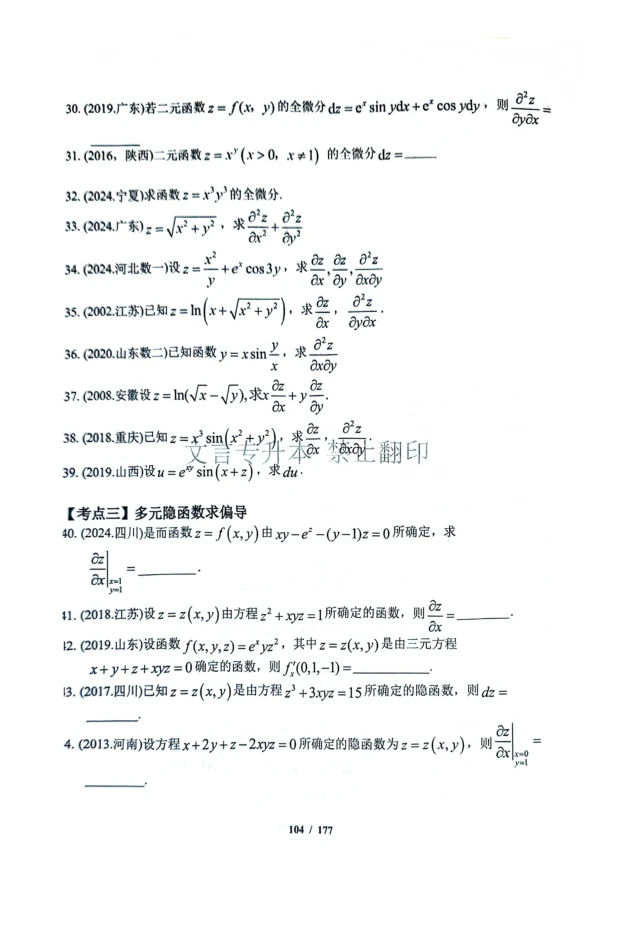 30. (2019.广东)若二元函数 z = f(x, y) 的全微分 dz = e^x sin ydx + e^x cos ydy ，则 ∂²z/∂y∂x =
31. (2016，陕西)二元函数 z = x^y (x > 0, x ≠ 1) 的全微分 dz = ____
32. (2024.宁夏)求函数 z = x³y³ 的全微分.
33. (2024.广东) z = √(x² + y²) ，求 ∂²z/∂x² + ∂²z/∂y²
34. (2024.河北数一)设 z = x²/y + e^x cos3y，求 ∂z/∂x, ∂z/∂y, ∂²z/∂x∂y
35. (2002.江苏)已知 z = ln(x + √(x² + y²))，求 ∂z/∂x ，∂²z/∂y∂x .
36. (2020.山东数二)已知函数 y = x sin y/x ，求 ∂²z/∂x∂y
37. (2008.安徽设 z = ln(√x − √y),求x ∂z/∂x + y ∂z/∂y.
38. (2018.重庆)已知 z = x³ sin(x² + y²)，求 ∂z/∂x ，∂²z/∂x∂y .
文言专升本 禁止翻印
39. (2019.山西)设 u = e^xy sin(x + z) ，求 du .
【考点三】多元隐函数求偏导
40. (2024.四川)是而函数 z = f(x, y) 由 xy − e^z − (y − 1)z = 0 所确定，求
∂z/∂x|x=1 y=1 = ________.
41. (2018.江苏)设 z = z(x, y) 由方程 z² + xyz = 1 所确定的函数，则 ∂z/∂x = ________.
12. (2019.山东)设函数 f(x, y, z) = e^x yz² ，其中 z = z(x, y) 是由三元方程
x + y + z + xyz = 0 确定的函数，则 f′x(0,1,−1) = ________.
13. (2017.四川)已知 z = z(x, y) 是由方程 z³ + 3xyz = 15 所确定的隐函数，则 dz =
________.
4. (2013.河南)设方程 x + 2y + z − 2xyz = 0 所确定的隐函数为 z = z(x, y)，则 ∂z/∂x|x=0 y=1 =
________
104 / 177